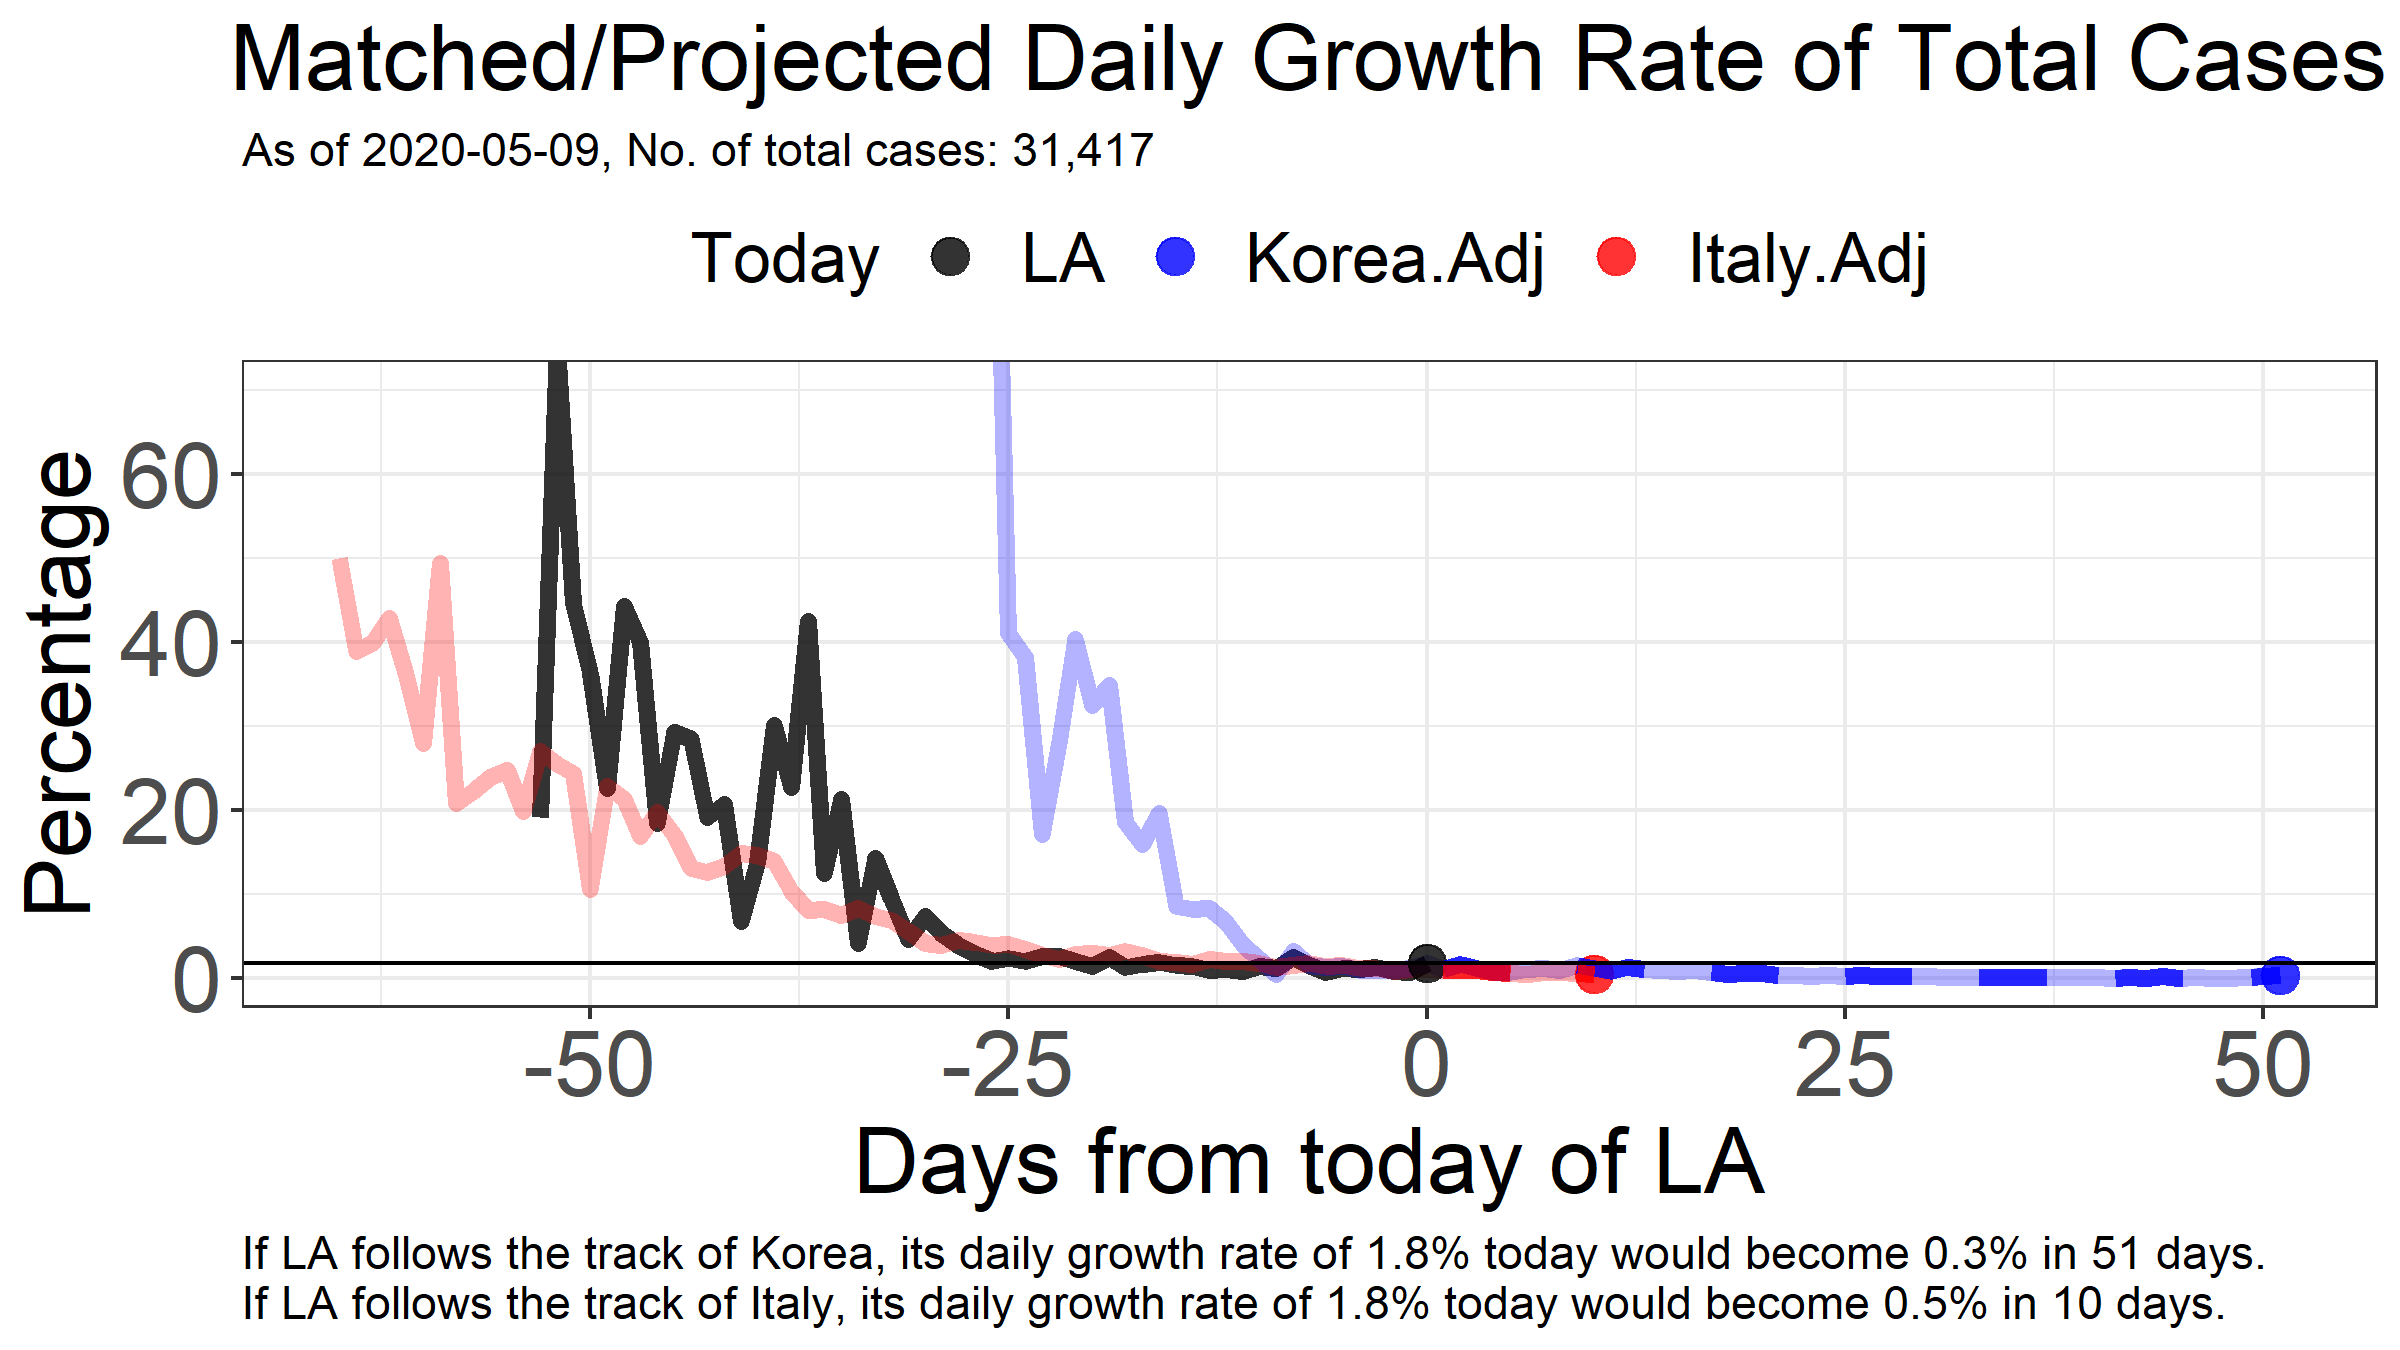 Matched/Projected Daily Growth Rate of Total Cases
As of 2020-05-09, No. of total cases: 31,417
Today LA Korea.Adj Italy.Adj
Percentage
60
40
20
0
-50 -25 0 25 50
Days from today of LA
If LA follows the track of Korea, its daily growth rate of 1.8% today would become 0.3% in 51 days.
If LA follows the track of Italy, its daily growth rate of 1.8% today would become 0.5% in 10 days.